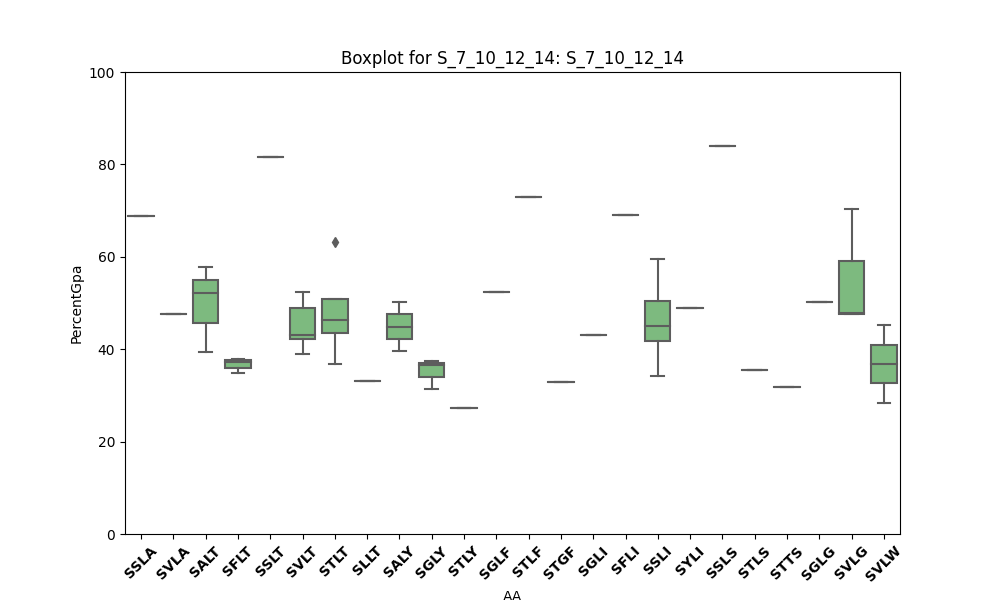 Boxplot for S_7_10_12_14: S_7_10_12_14
100
80
60
40
20
0
PercentGpa
SSLA SVLA SALT SFLT SSLT SVLT STLT SLLT SALY SGLY STLY SGLF STLF STGF SGLI SFLI SSLI SYLI SSLS STLS STTS SGLG SVLG SVLW
AA